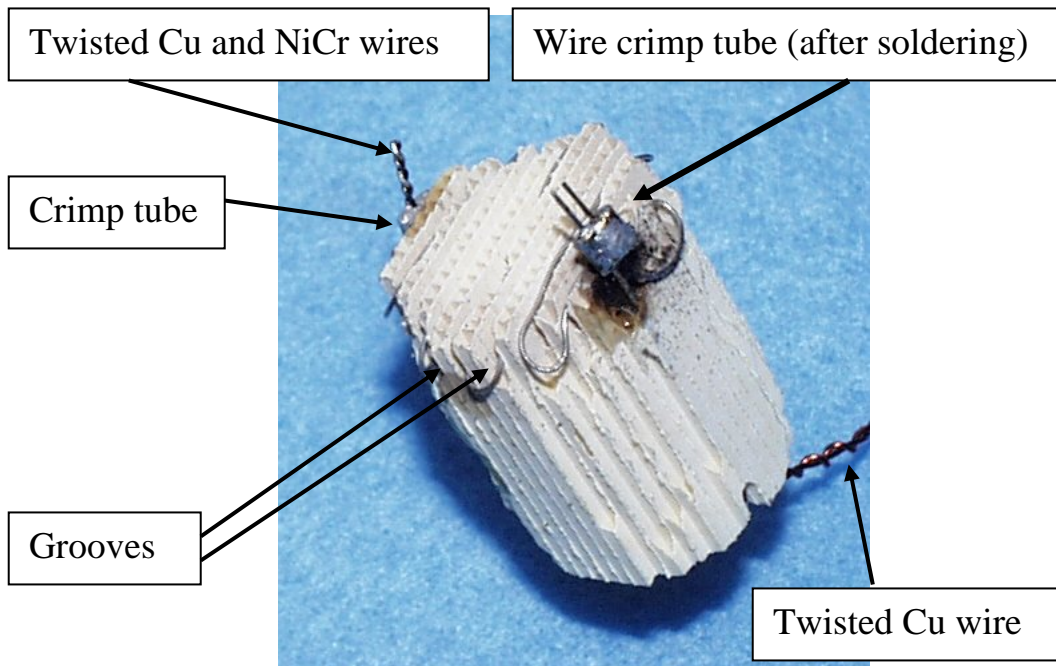 Twisted Cu and NiCr wires
Wire crimp tube (after soldering)
Crimp tube
Grooves
Twisted Cu wire